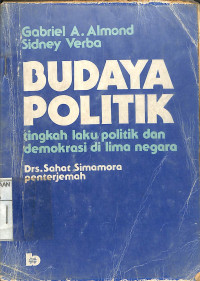 Gabriel A. Almond
Sidney Verba
BUDAYA
POLITIK
tingkah laku politik dan
demokrasi di lima negara
Drs. Sahat Simamora
penterjemah